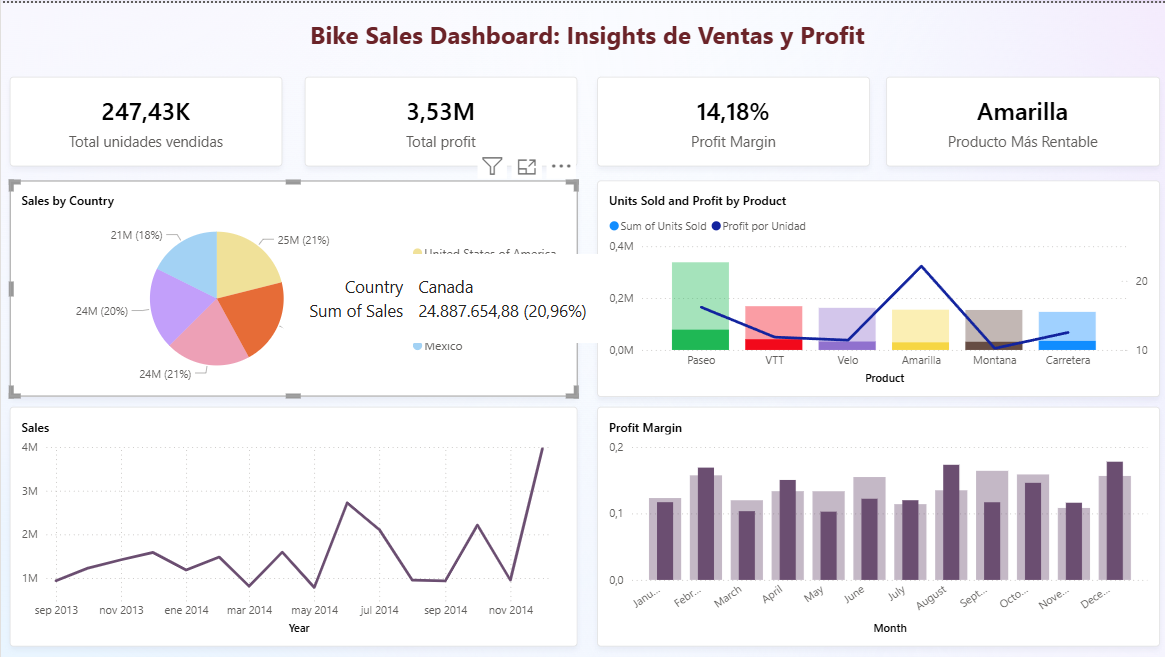 Bike Sales Dashboard: Insights de Ventas y Profit
247,43K
Total unidades vendidas
3,53M
Total profit
14,18%
Profit Margin
Amarilla
Producto Más Rentable
Sales by Country
21M (18%)
25M (21%)
24M (20%)
24M (21%)
United States of America
Country Canada
Sum of Sales 24.887.654,88 (20,96%)
Mexico
Units Sold and Profit by Product
Sum of Units Sold Profit por Unidad
0,4M
0,2M
0,0M
20
10
Paseo VTT Velo Amarilla Montana Carretera
Product
Sales
4M
3M
2M
1M
sep 2013 nov 2013 ene 2014 mar 2014 may 2014 jul 2014 sep 2014 nov 2014
Year
Profit Margin
0,2
0,1
0,0
Janu... Febr... March April May June July August Sept... Octo... Nove... Dece...
Month